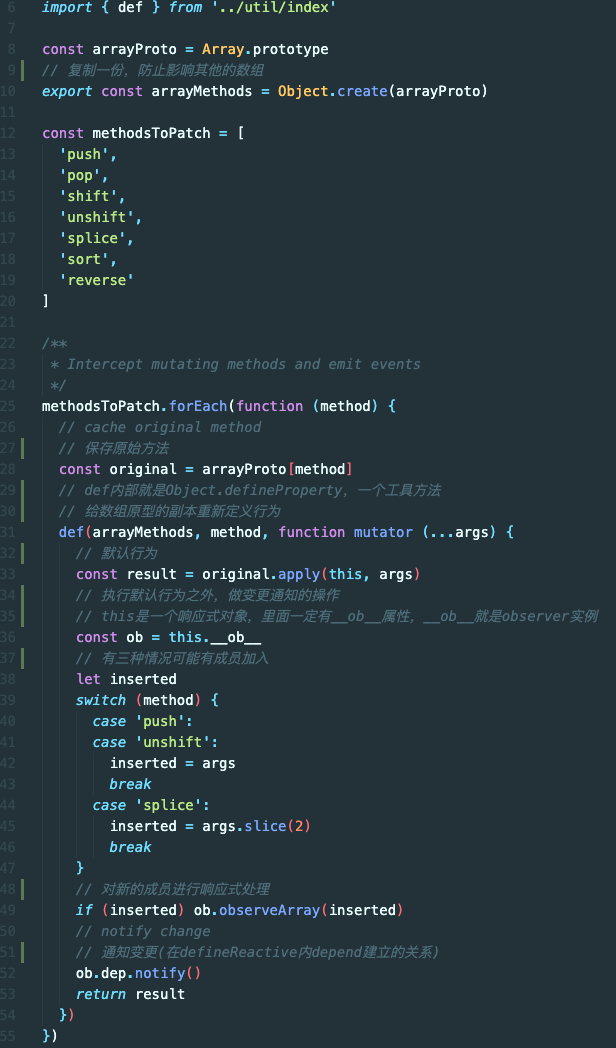 6 import { def } from '../util/index'
7
8 const arrayProto = Array.prototype
9 // 复制一份，防止影响其他的数组
10 export const arrayMethods = Object.create(arrayProto)
11
12 const methodsToPatch = [
13 'push',
14 'pop',
15 'shift',
16 'unshift',
17 'splice',
18 'sort',
19 'reverse'
20 ]
21
22 /**
23 * Intercept mutating methods and emit events
24 */
25 methodsToPatch.forEach(function (method) {
26 // cache original method
27 // 保存原始方法
28 const original = arrayProto[method]
29 // def内部就是Object.defineProperty，一个工具方法
30 // 给数组原型的副本重新定义行为
31 def(arrayMethods, method, function mutator (...args) {
32 // 默认行为
33 const result = original.apply(this, args)
34 // 执行默认行为之外，做变更通知的操作
35 // this是一个响应式对象，里面一定有__ob__属性，__ob__就是observer实例
36 const ob = this.__ob__
37 // 有三种情况可能有成员加入
38 let inserted
39 switch (method) {
40 case 'push':
41 case 'unshift':
42 inserted = args
43 break
44 case 'splice':
45 inserted = args.slice(2)
46 break
47 }
48 // 对新的成员进行响应式处理
49 if (inserted) ob.observeArray(inserted)
50 // notify change
51 // 通知变更(在defineReactive内depend建立的关系)
52 ob.dep.notify()
53 return result
54 })
55 })